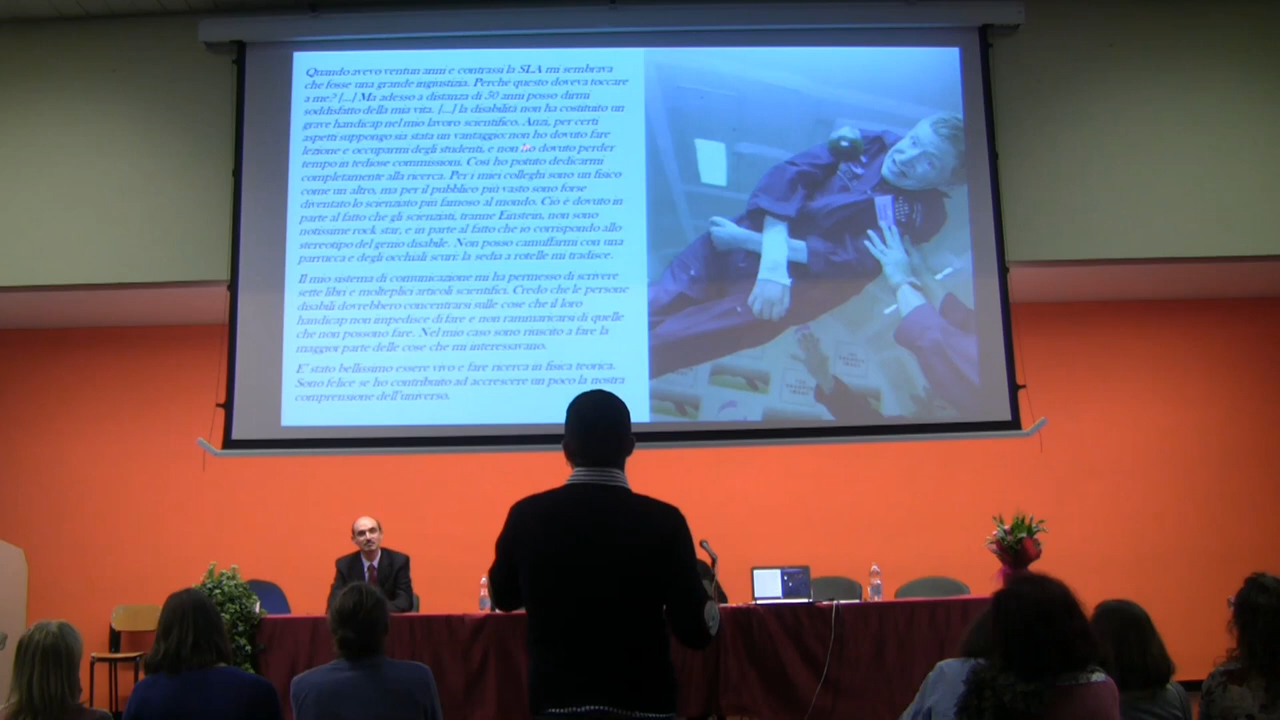 Quando avevo ventun anni e contrassi la SLA mi sembrava
che fosse una grande ingiustizia. Perché questo doveva toccare
a me? [...] Ma adesso a distanza di 50 anni posso dirmi
soddisfatto della mia vita. [...] la disabilità non ha costituito un
grave handicap nel mio lavoro scientifico. Anzi, per certi
aspetti suppongo sia stata un vantaggio: non ho dovuto fare
lezione e occuparmi degli studenti, e non ho dovuto perder
tempo in tediose commissioni. Così ho potuto dedicarmi
completamente alla ricerca. Per i miei colleghi sono un fisico
come un altro, ma per il pubblico più vasto sono forse
diventato lo scienziato più famoso al mondo. Ciò è dovuto in
parte al fatto che gli scienziati, tranne Einstein, non sono
notissime rock star, e in parte al fatto che io corrispondo allo
stereotipo del genio disabile. Non posso camuffarmi con una
parrucca e degli occhiali scuri: la sedia a rotelle mi tradisce.
Il mio sistema di comunicazione mi ha permesso di scrivere
sette libri e molteplici articoli scientifici. Credo che le persone
disabili dovrebbero concentrarsi sulle cose che il loro
handicap non impedisce di fare e non rammaricarsi di quelle
che non possono fare. Nel mio caso sono riuscito a fare la
maggior parte delle cose che mi interessavano.
E' stato bellissimo essere vivo e fare ricerca in fisica teorica.
Sono felice se ho contribuito ad accrescere un poco la nostra
comprensione dell'universo.